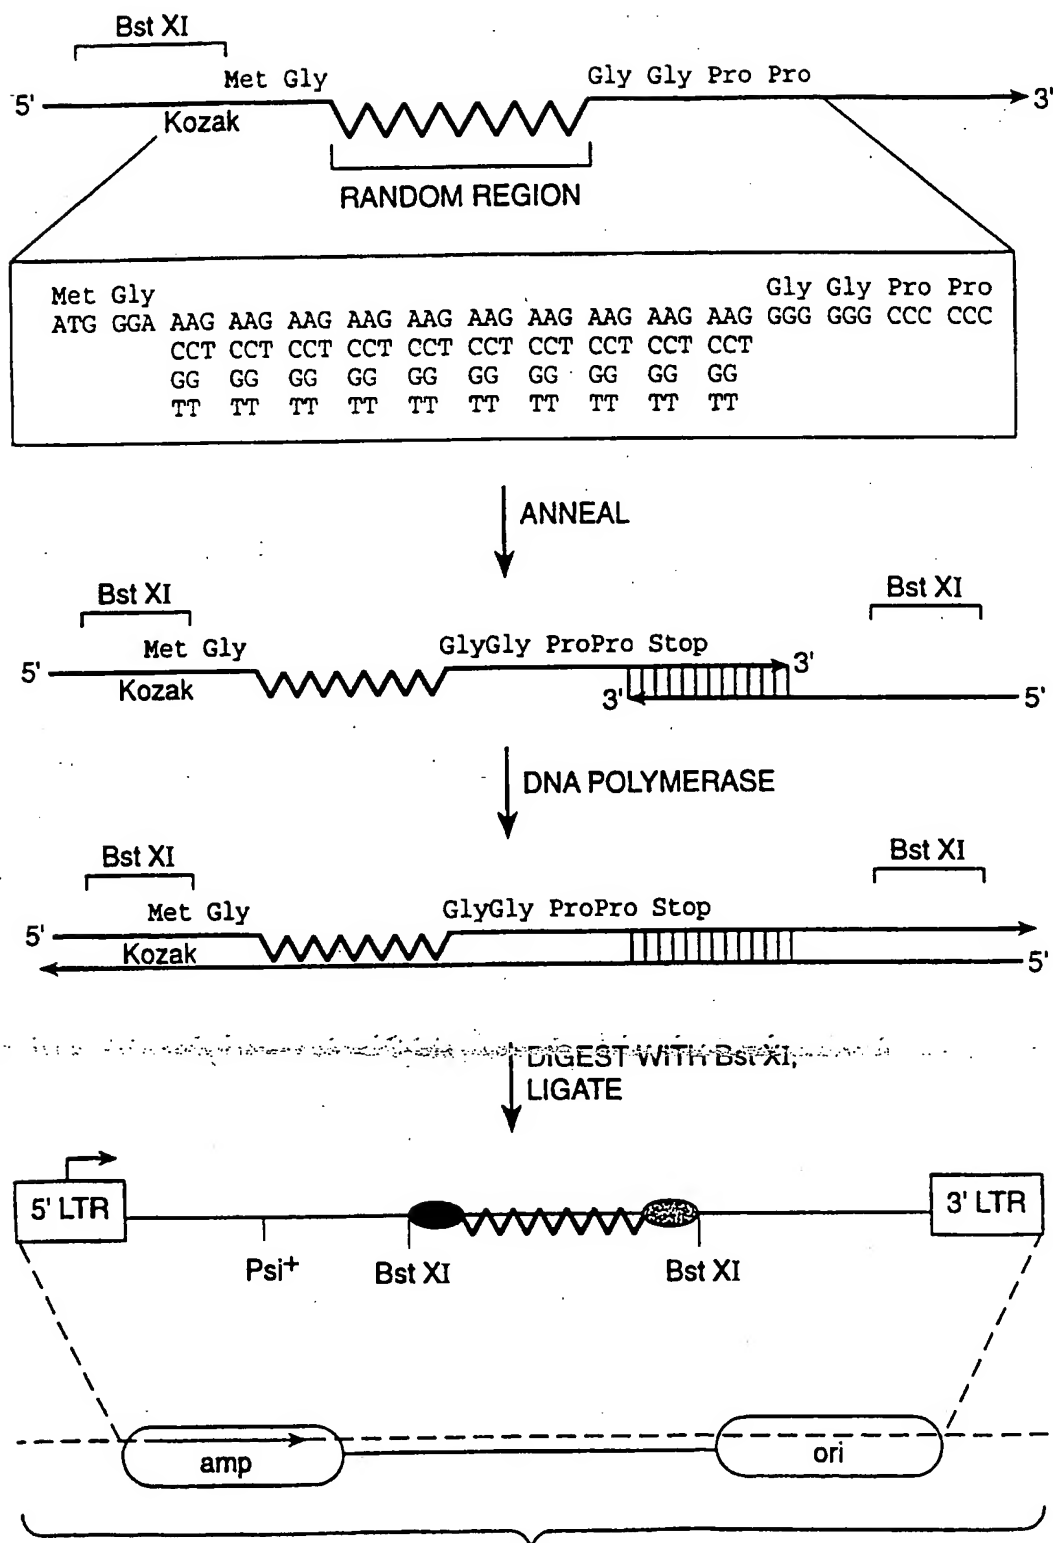 Bst XI
Met Gly
Gly Gly Pro Pro
5'
3'
Kozak
RANDOM REGION
Met Gly
Gly Gly Pro Pro
ATG GGA AAG AAG AAG AAG AAG AAG AAG AAG AAG AAG GGG GGG CCC CCC
CCT CCT CCT CCT CCT CCT CCT CCT CCT CCT
GG GG GG GG GG GG GG GG GG GG
TT TT TT TT TT TT TT TT TT TT
ANNEAL
Bst XI
Bst XI
Met Gly
GlyGly ProPro Stop
5'
3'
Kozak
3'
5'
DNA POLYMERASE
Bst XI
Bst XI
Met Gly
GlyGly ProPro Stop
5'
Kozak
5'
DIGEST WITH Bst XI,
LIGATE
5' LTR
3' LTR
Psi+
Bst XI
Bst XI
amp
ori